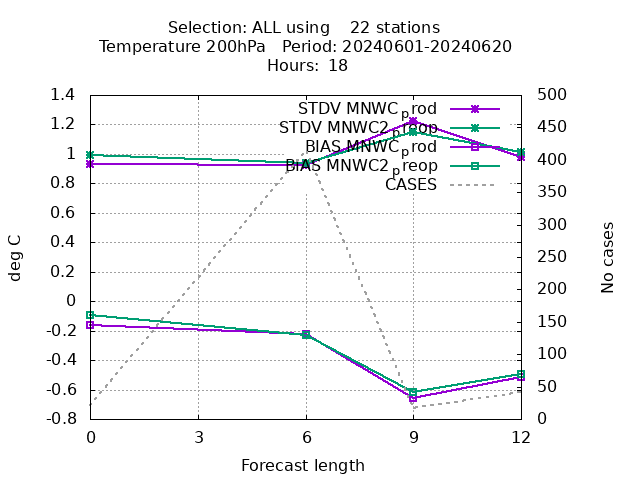 Selection: ALL using    22 stations
Temperature 200hPa   Period: 20240601-20240620
Hours:  18
STDV MNWC_prod
STDV MNWC2_preop
BIAS MNWC_prod
BIAS MNWC2_preop
CASES
1.4
1.2
1
0.8
0.6
0.4
0.2
0
-0.2
-0.4
-0.6
-0.8
deg C
500
450
400
350
300
250
200
150
100
50
0
No cases
0 3 6 9 12
Forecast length